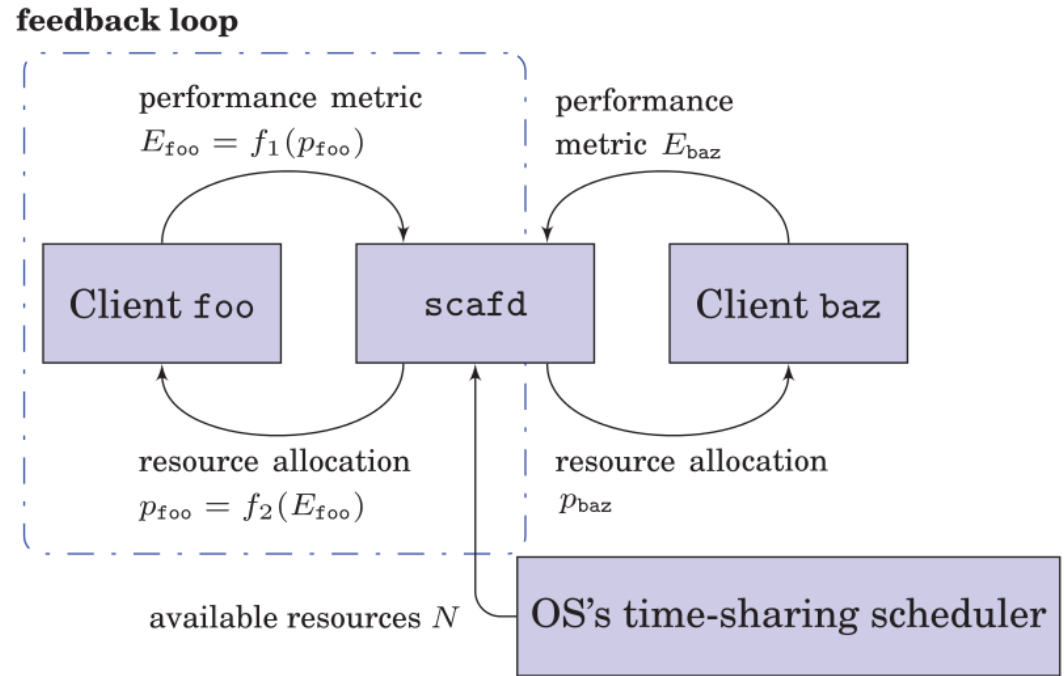 feedback loop
performance metric
E_foo = f_1(p_foo)
performance
metric E_baz
Client foo
scafd
Client baz
resource allocation
p_foo = f_2(E_foo)
resource allocation
p_baz
available resources N
OS's time-sharing scheduler